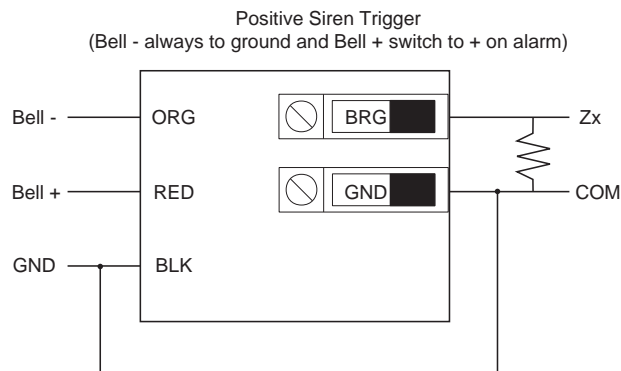 Positive Siren Trigger
(Bell - always to ground and Bell + switch to + on alarm)
Bell -
ORG
BRG
Zx
Bell +
RED
GND
COM
GND
BLK